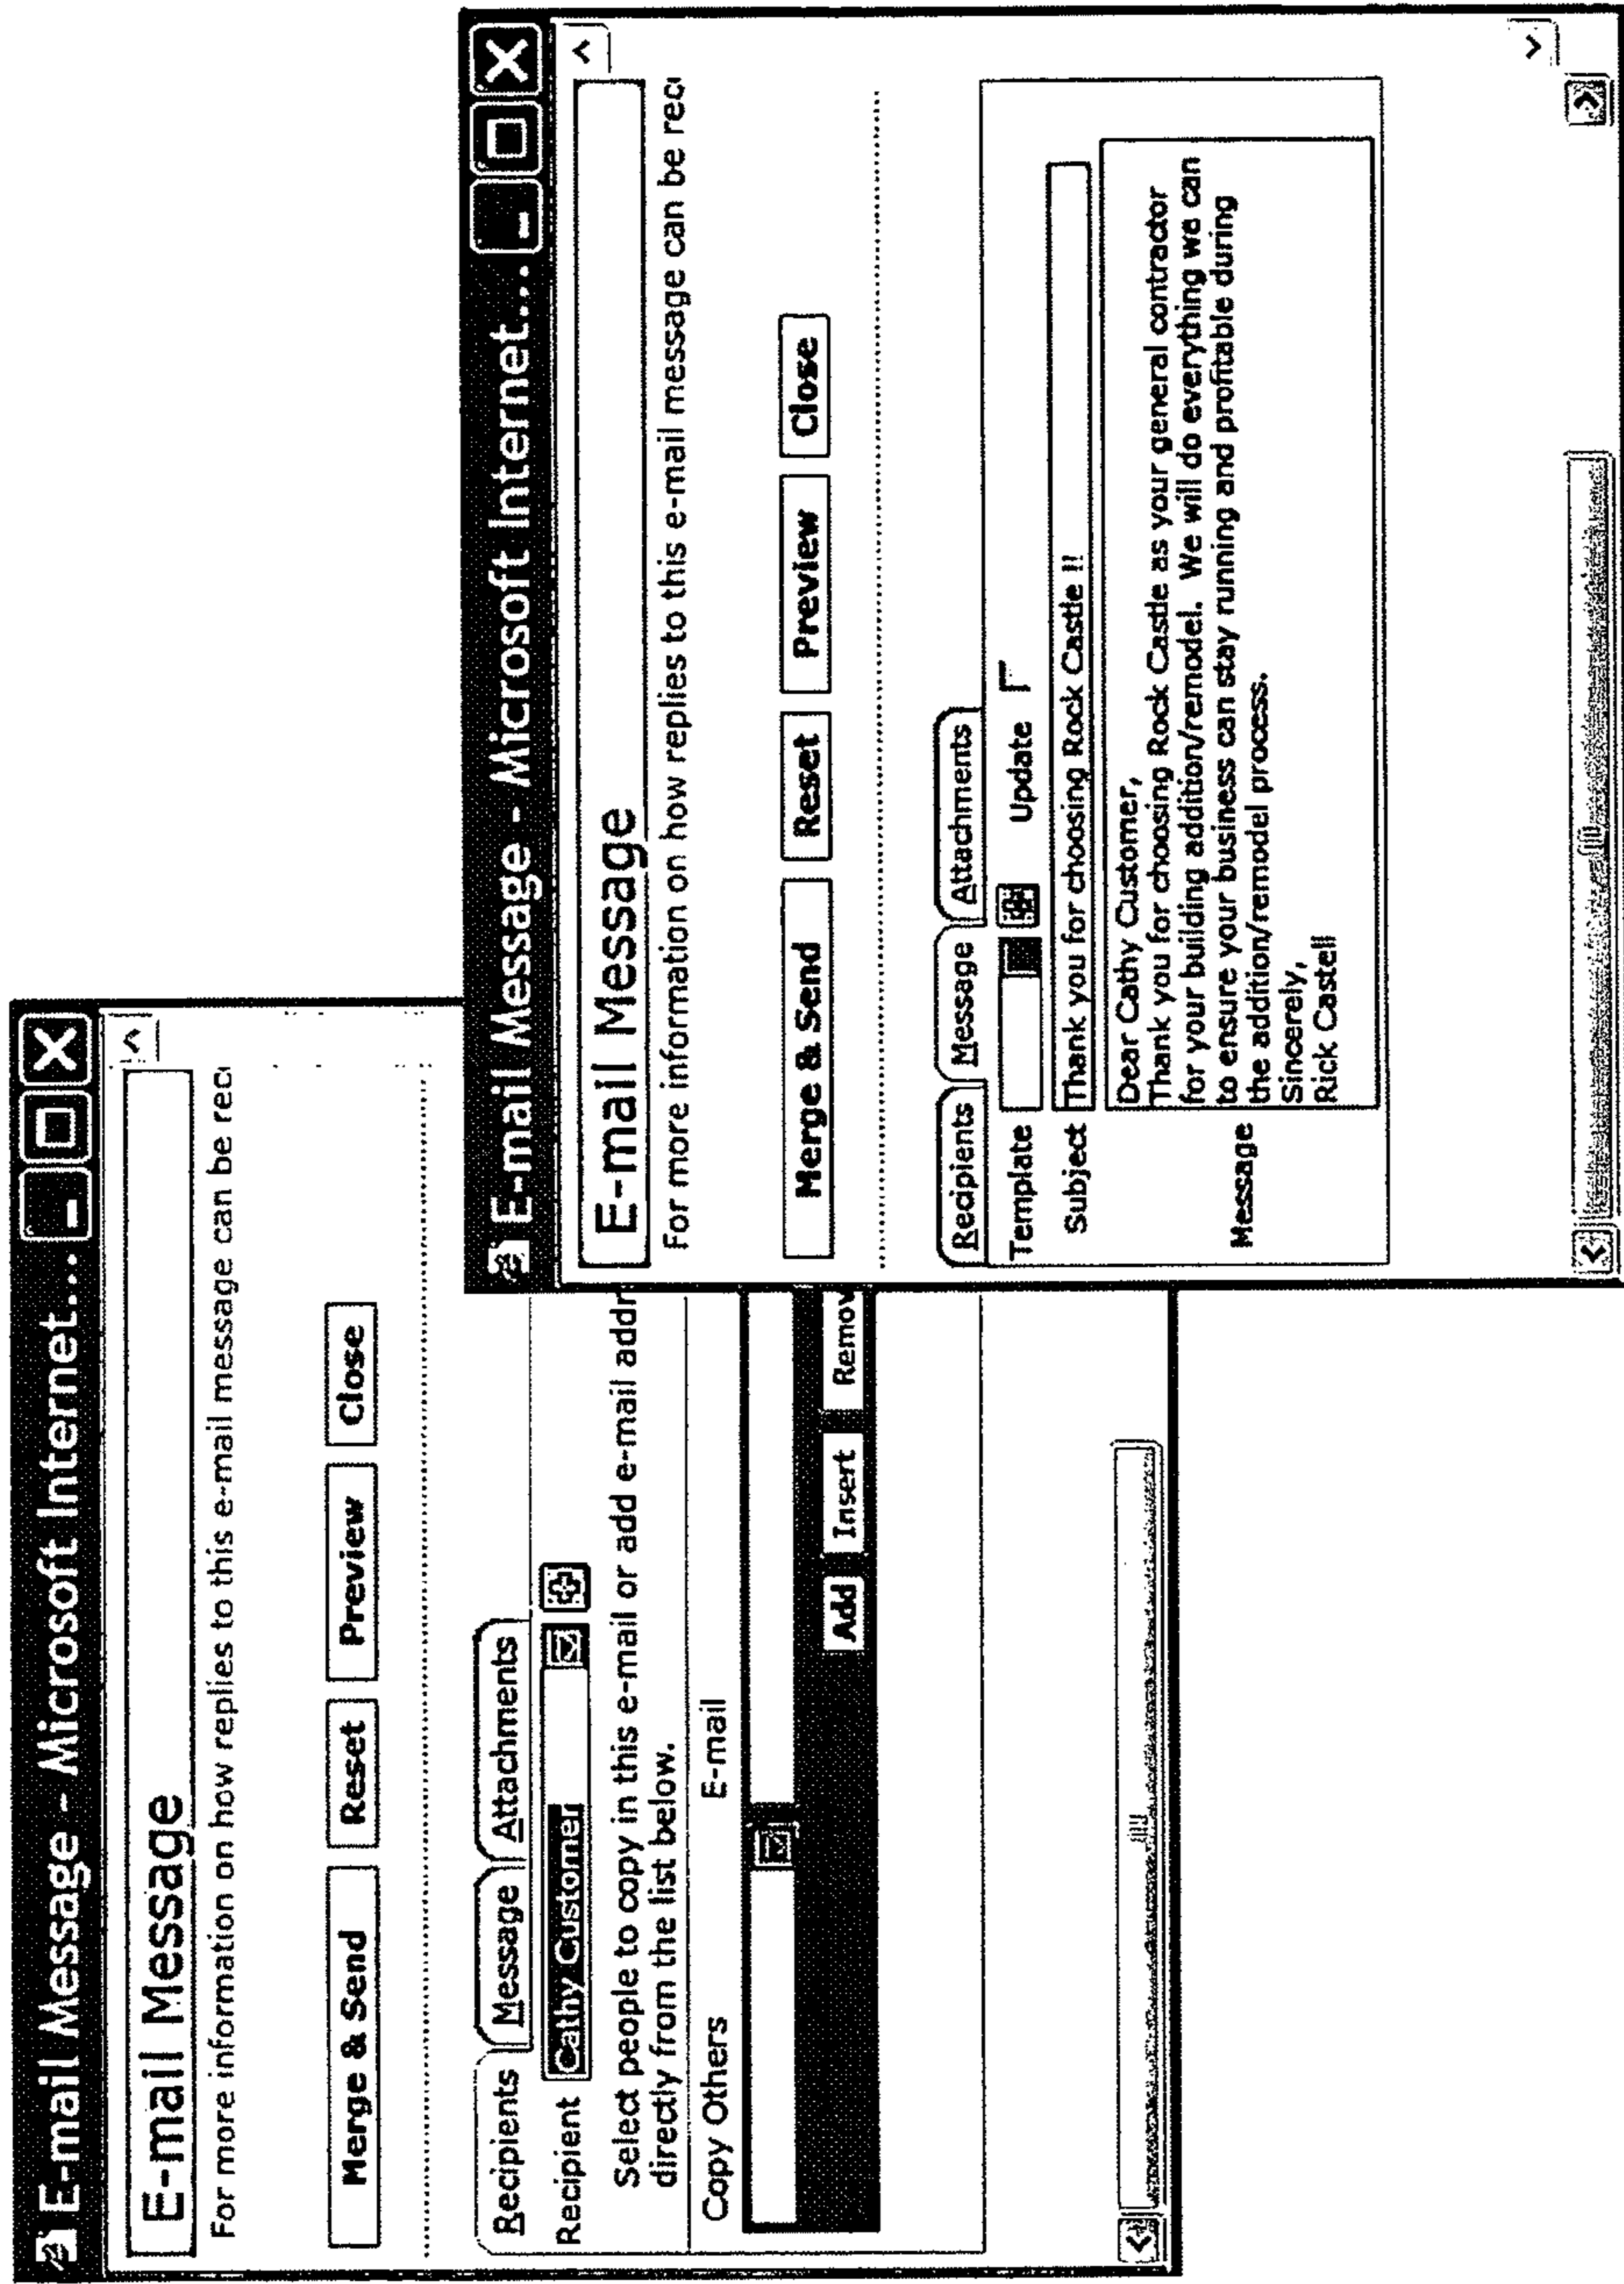 E-mail Message - Microsoft Internet...
E-mail Message
For more information on how replies to this e-mail message can be
Merge & Send Reset Preview Close
Recipients Message Attachments
Recipient Cathy Customer
Select people to copy in this e-mail or add e-mail
directly from the list below.
Copy Others E-mail
Add Insert
E-mail Message - Microsoft Internet...
E-mail Message
For more information on how replies to this e-mail message can be
Merge & Send Reset Preview Close
Recipients Message Attachments
Template Update
Subject Thank you for choosing Rock Castle !!
Message
Dear Cathy Customer,
Thank you for choosing Rock Castle as your general contractor
for your building addition/remodel. We will do everything we can
to ensure your business can stay running and profitable during
the addition/remodel process.
Sincerely,
Rick Castell